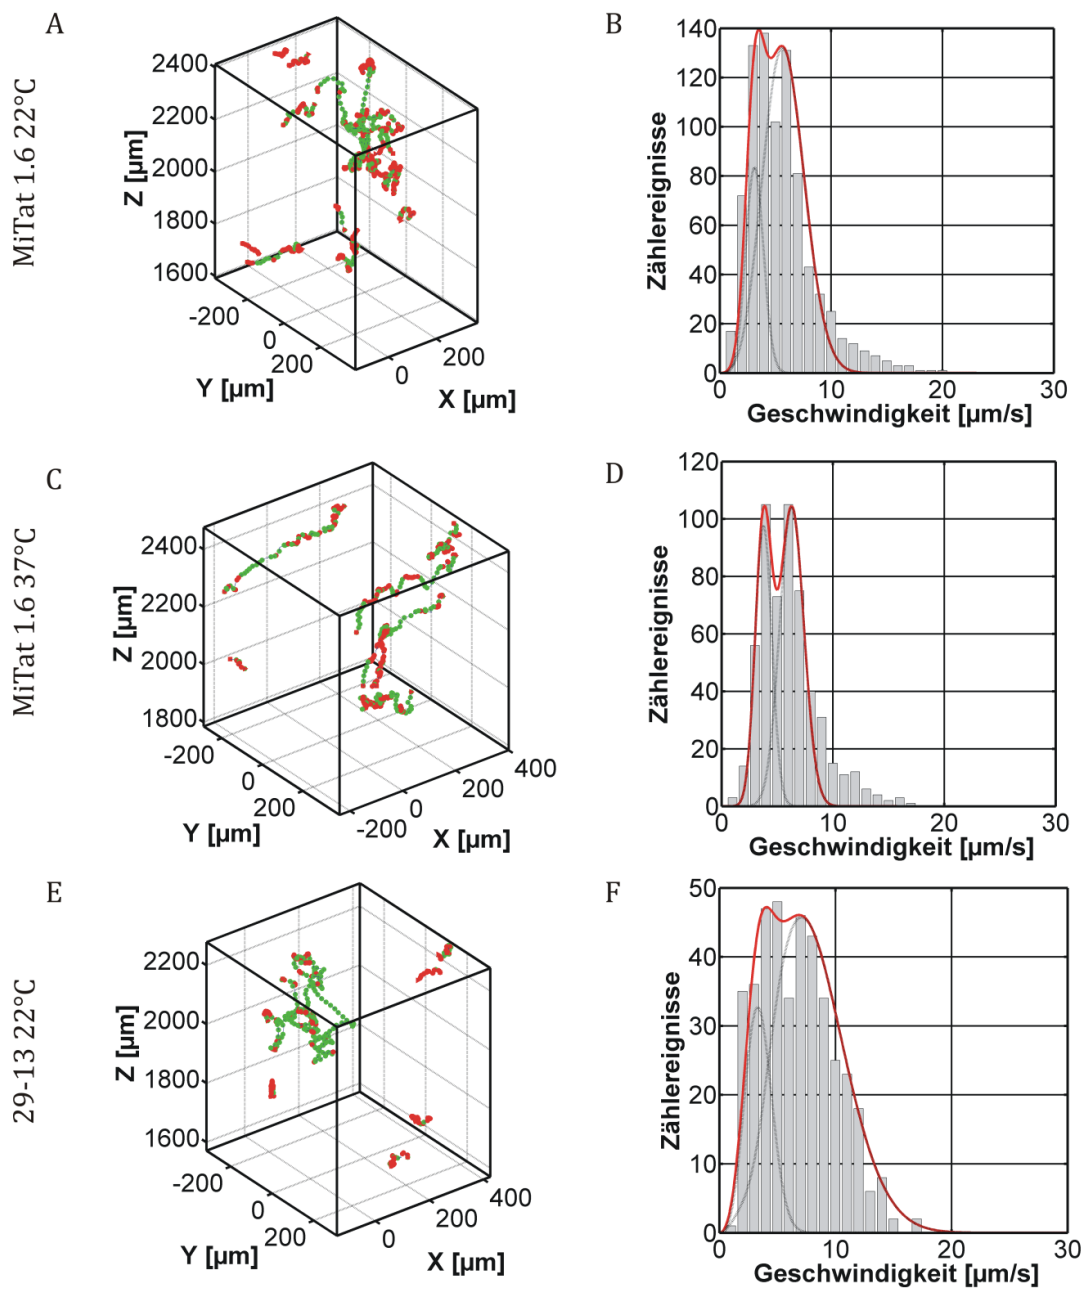 A
B
MiTat 1.6 22°C
2400
2200
2000
1800
1600
Z [µm]
-200
0
200
Y [µm]
0
200
X [µm]
140
120
100
80
60
40
20
0
Zählereignisse
0
10
20
30
Geschwindigkeit [µm/s]
C
D
MiTat 1.6 37°C
2400
2200
2000
1800
Z [µm]
-200
0
200
Y [µm]
-200
0
200
400
X [µm]
120
100
80
60
40
20
0
Zählereignisse
0
10
20
30
Geschwindigkeit [µm/s]
E
F
29-13 22°C
2200
2000
1800
1600
Z [µm]
-200
0
200
Y [µm]
0
200
400
X [µm]
50
40
30
20
10
0
Zählereignisse
0
10
20
30
Geschwindigkeit [µm/s]